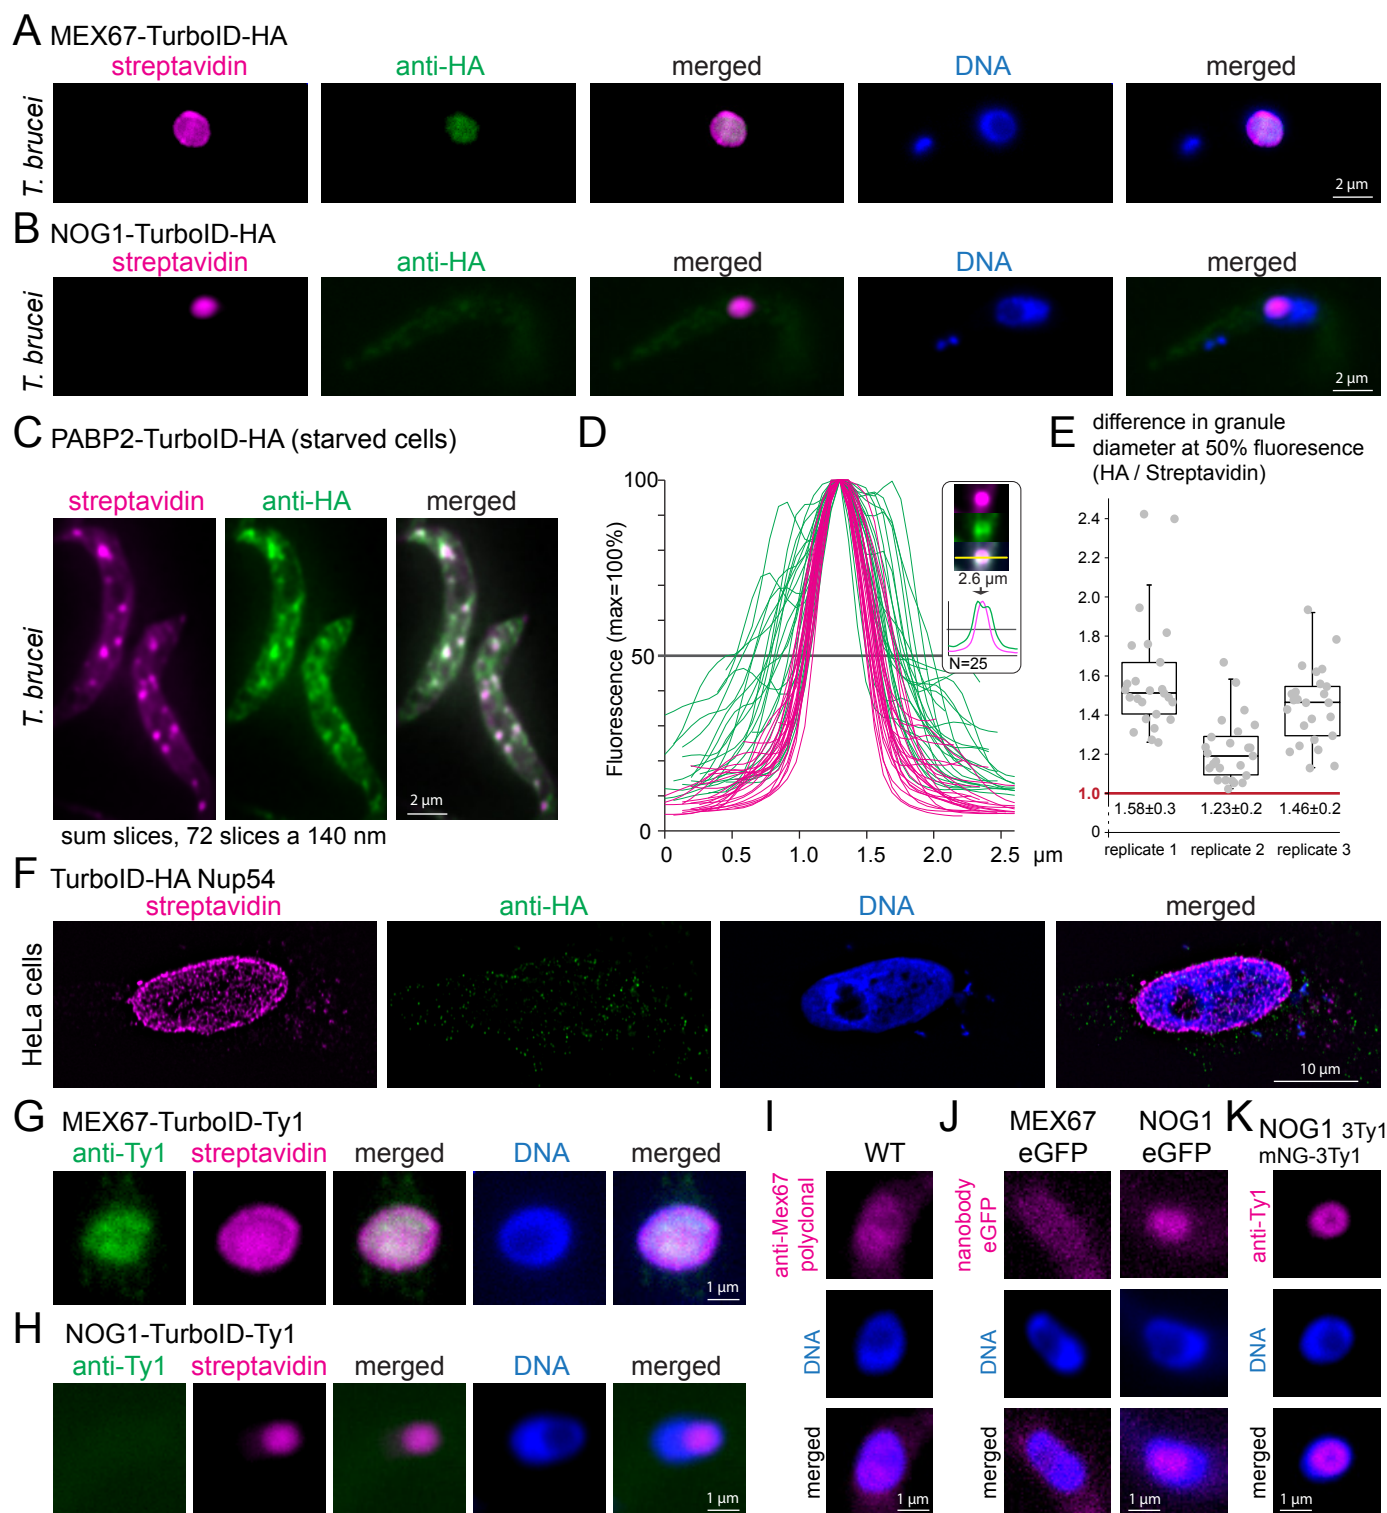 A MEX67-TurboID-HA
streptavidin anti-HA merged DNA merged
T. brucei
2 µm
B NOG1-TurboID-HA
streptavidin anti-HA merged DNA merged
T. brucei
2 µm
C PABP2-TurboID-HA (starved cells)
streptavidin anti-HA merged
T. brucei
2 µm
sum slices, 72 slices a 140 nm
D
Fluorescence (max=100%)
100
50
0
0 0.5 1.0 1.5 2.0 2.5 µm
2.6 µm
N=25
E difference in granule
diameter at 50% fluoresence
(HA / Streptavidin)
2.4
2.2
2.0
1.8
1.6
1.4
1.2
1.0
0
1.58±0.3 1.23±0.2 1.46±0.2
replicate 1 replicate 2 replicate 3
F TurboID-HA Nup54
streptavidin anti-HA DNA merged
HeLa cells
10 µm
G MEX67-TurboID-Ty1
anti-Ty1 streptavidin merged DNA merged
1 µm
H NOG1-TurboID-Ty1
anti-Ty1 streptavidin merged DNA merged
1 µm
I
WT
anti-Mex67
polyclonal
DNA
merged
1 µm
J MEX67 NOG1
eGFP eGFP
nanobody
eGFP
DNA
merged
1 µm
K NOG1 3Ty1
mNG-3Ty1
anti-Ty1
DNA
merged
1 µm